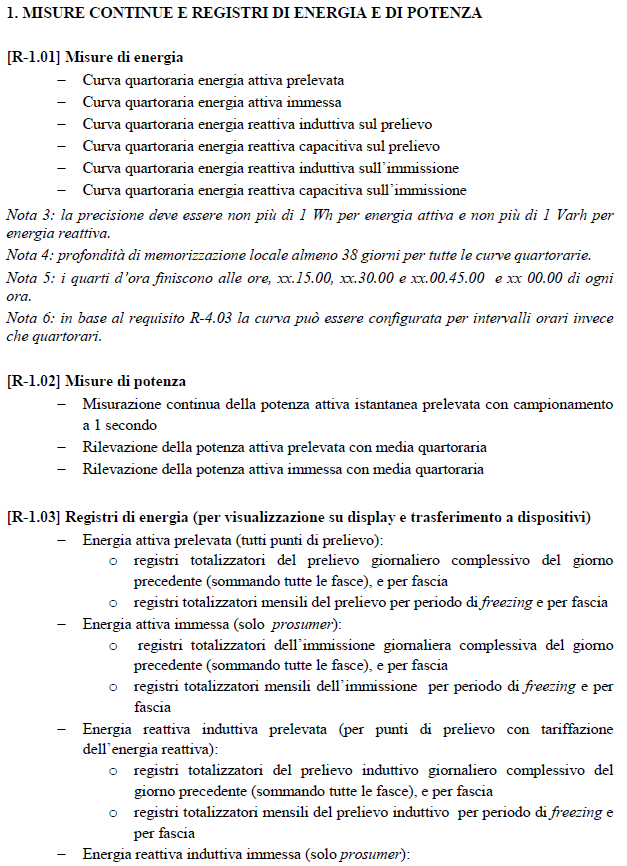 1. MISURE CONTINUE E REGISTRI DI ENERGIA E DI POTENZA
[R-1.01] Misure di energia
– Curva quartoraria energia attiva prelevata
– Curva quartoraria energia attiva immessa
– Curva quartoraria energia reattiva induttiva sul prelievo
– Curva quartoraria energia reattiva capacitiva sul prelievo
– Curva quartoraria energia reattiva induttiva sull'immissione
– Curva quartoraria energia reattiva capacitiva sull'immissione
Nota 3: la precisione deve essere non più di 1 Wh per energia attiva e non più di 1 Varh per
energia reattiva.
Nota 4: profondità di memorizzazione locale almeno 38 giorni per tutte le curve quartorarie.
Nota 5: i quarti d'ora finiscono alle ore, xx.15.00, xx.30.00 e xx.00.45.00 e xx 00.00 di ogni
ora.
Nota 6: in base al requisito R-4.03 la curva può essere configurata per intervalli orari invece
che quartorari.
[R-1.02] Misure di potenza
– Misurazione continua della potenza attiva istantanea prelevata con campionamento
a 1 secondo
– Rilevazione della potenza attiva prelevata con media quartoraria
– Rilevazione della potenza attiva immessa con media quartoraria
[R-1.03] Registri di energia (per visualizzazione su display e trasferimento a dispositivi)
– Energia attiva prelevata (tutti punti di prelievo):
o registri totalizzatori del prelievo giornaliero complessivo del giorno
precedente (sommando tutte le fasce), e per fascia
o registri totalizzatori mensili del prelievo per periodo di freezing e per fascia
– Energia attiva immessa (solo prosumer):
o registri totalizzatori dell'immissione giornaliera complessiva del giorno
precedente (sommando tutte le fasce), e per fascia
o registri totalizzatori mensili dell'immissione per periodo di freezing e per
fascia
– Energia reattiva induttiva prelevata (per punti di prelievo con tariffazione
dell'energia reattiva):
o registri totalizzatori del prelievo induttivo giornaliero complessivo del
giorno precedente (sommando tutte le fasce), e per fascia
o registri totalizzatori mensili del prelievo induttivo per periodo di freezing e
per fascia
– Energia reattiva induttiva immessa (solo prosumer):